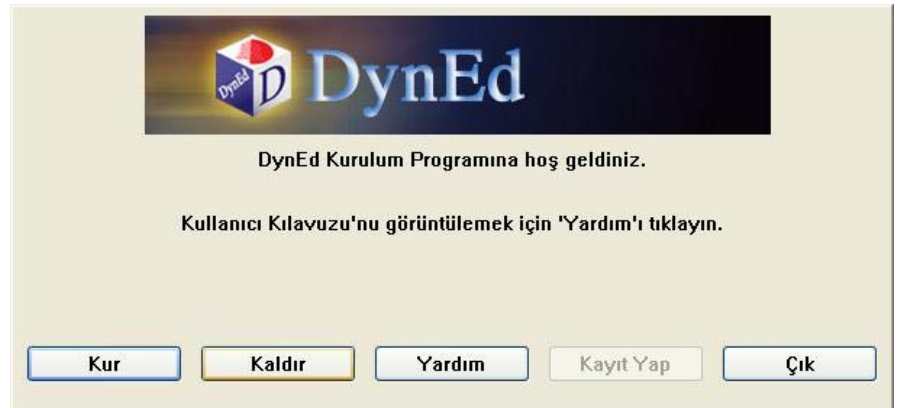 DynEd D DynEd
DynEd Kurulum Programına hoş geldiniz.
Kullanıcı Kılavuzu'nu görüntülemek için 'Yardım'ı tıklayın.
Kur Kaldır Yardım Kayıt Yap Çık